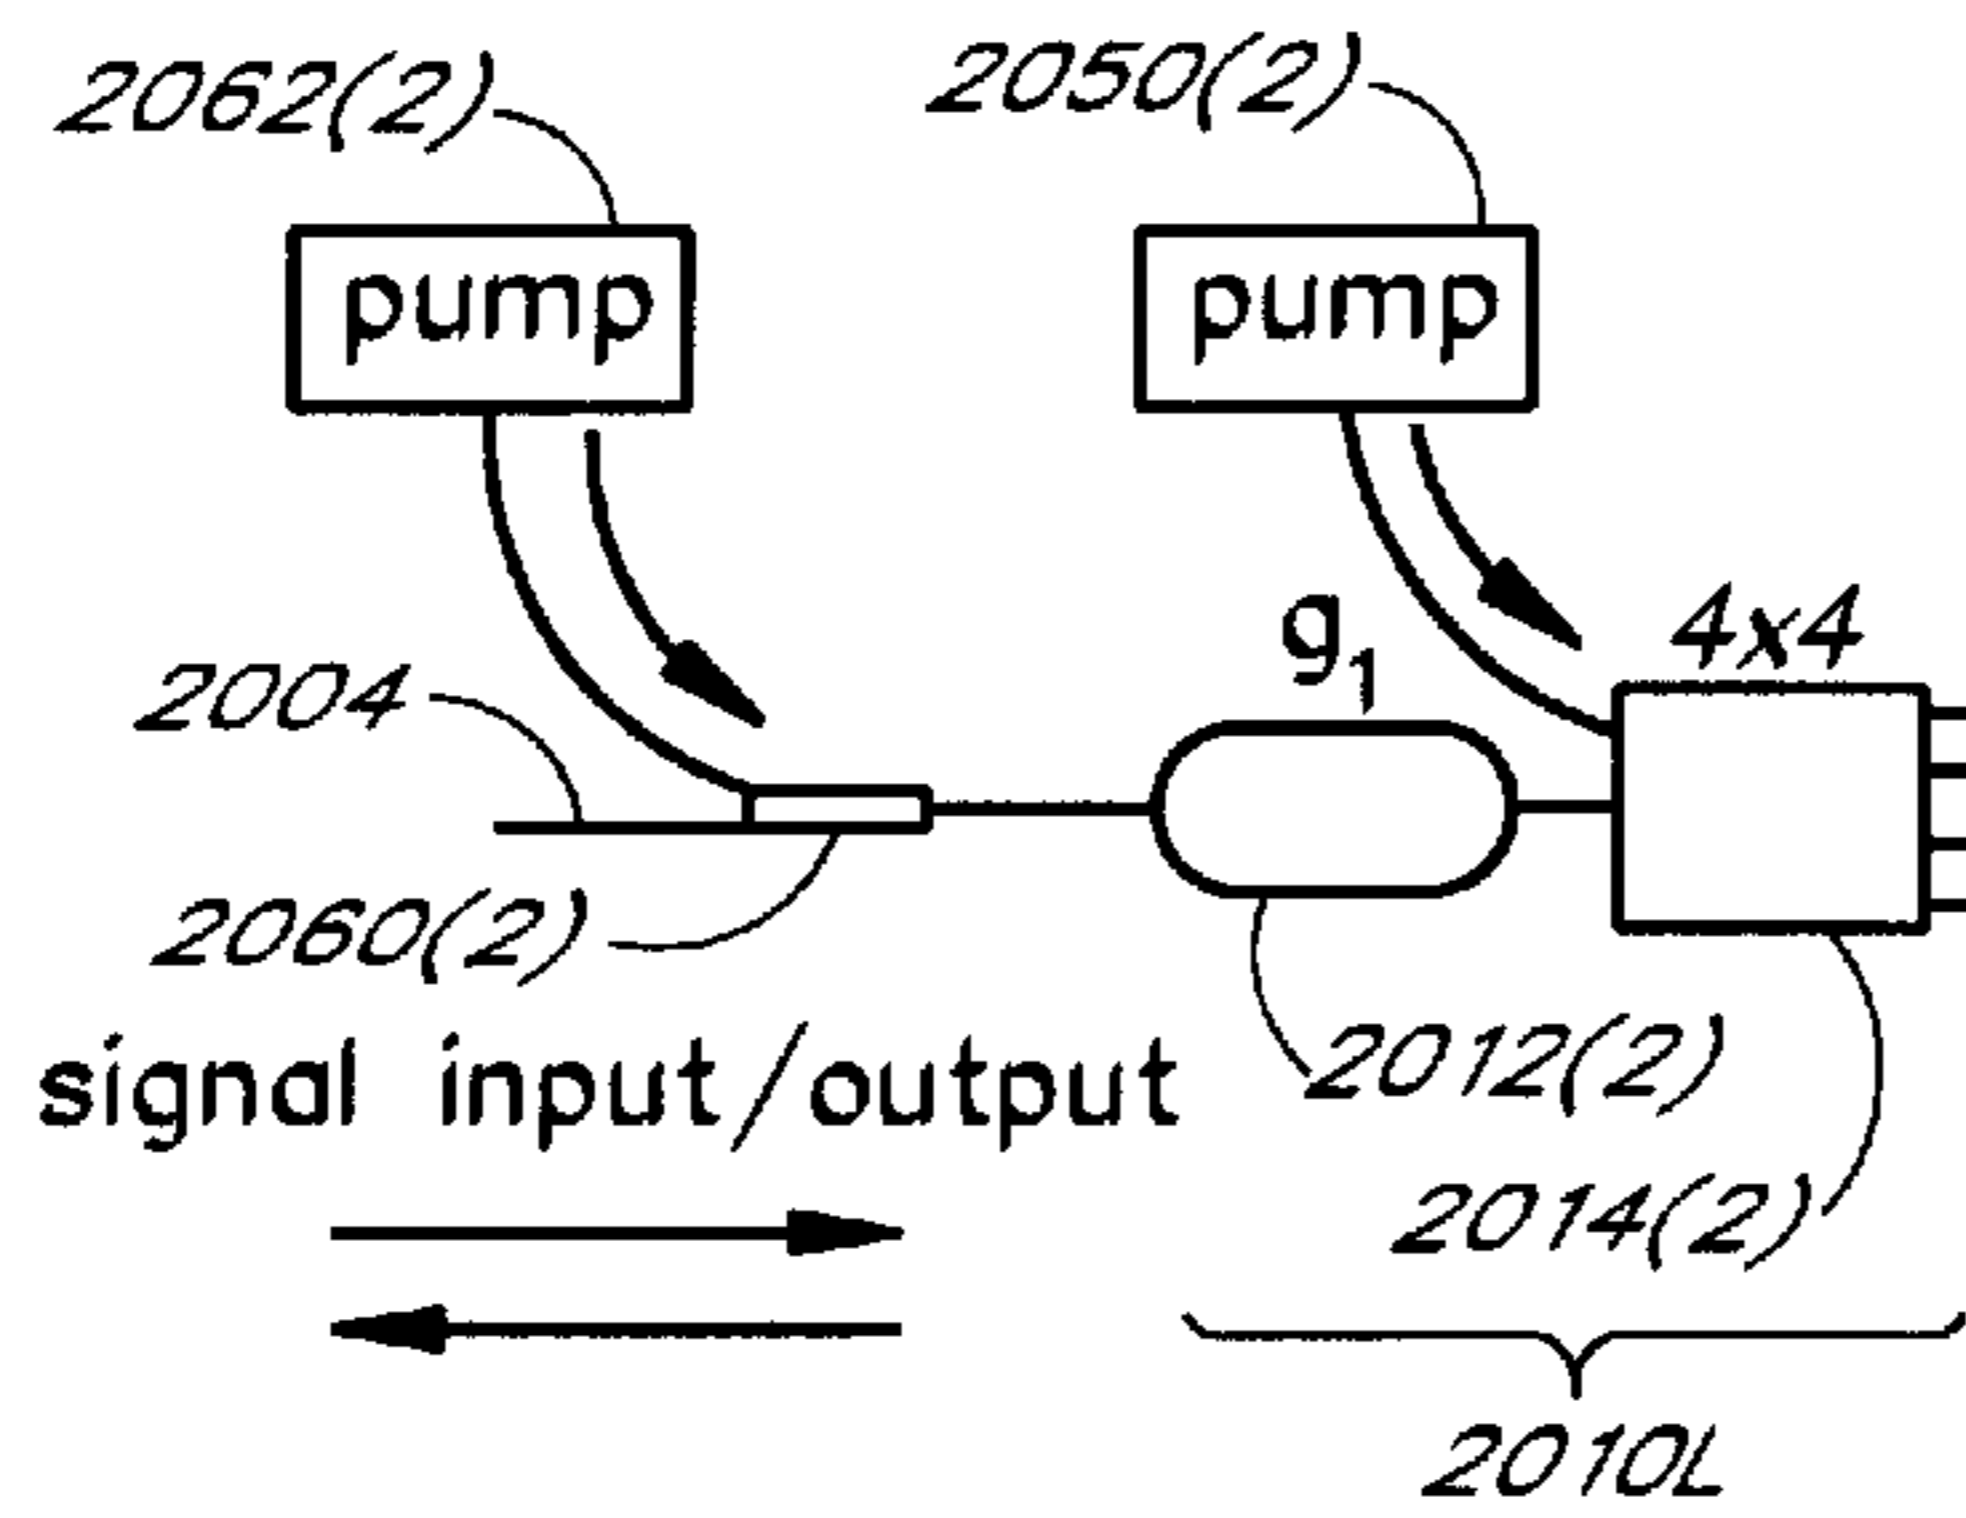 2062(2)
2050(2)
pump
pump
4x4
g1
2004
2060(2)
signal input/output
2012(2)
2014(2)
2010L